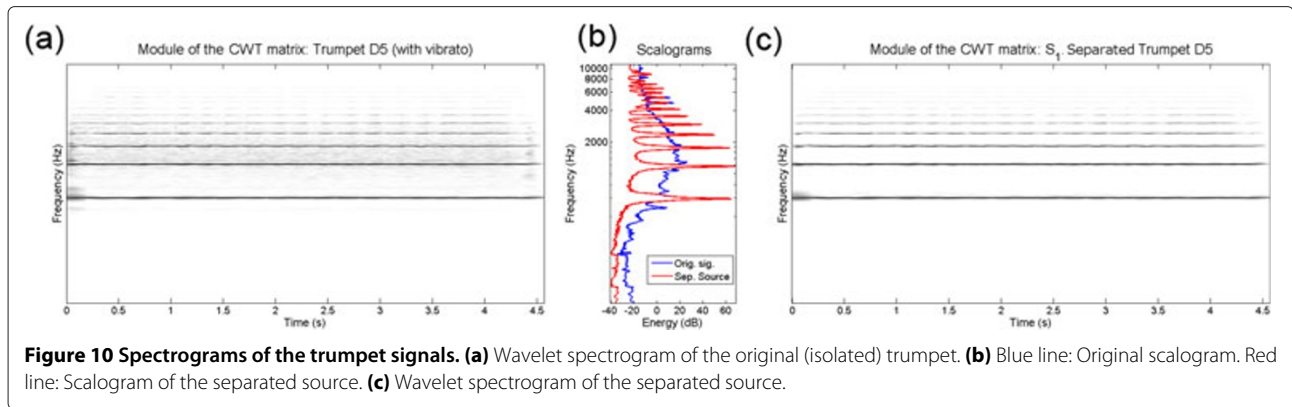 (a)
Module of the CWT matrix: Trumpet D5 (with vibrato)
Frequency (Hz)
0 0.5 1 1.5 2 2.5 3 3.5 4 4.5
Time (s)
(b)
Scalograms
10000
8000
4000
2000
Frequency (Hz)
Orig. sig.
Sep. Source
-40 -20 0 20 40 60
Energy (dB)
(c)
Module of the CWT matrix: S1. Separated Trumpet D5
Frequency (Hz)
0 0.5 1 1.5 2 2.5 3 3.5 4 4.5
Time (s)
Figure 10 Spectrograms of the trumpet signals. (a) Wavelet spectrogram of the original (isolated) trumpet. (b) Blue line: Original scalogram. Red
line: Scalogram of the separated source. (c) Wavelet spectrogram of the separated source.